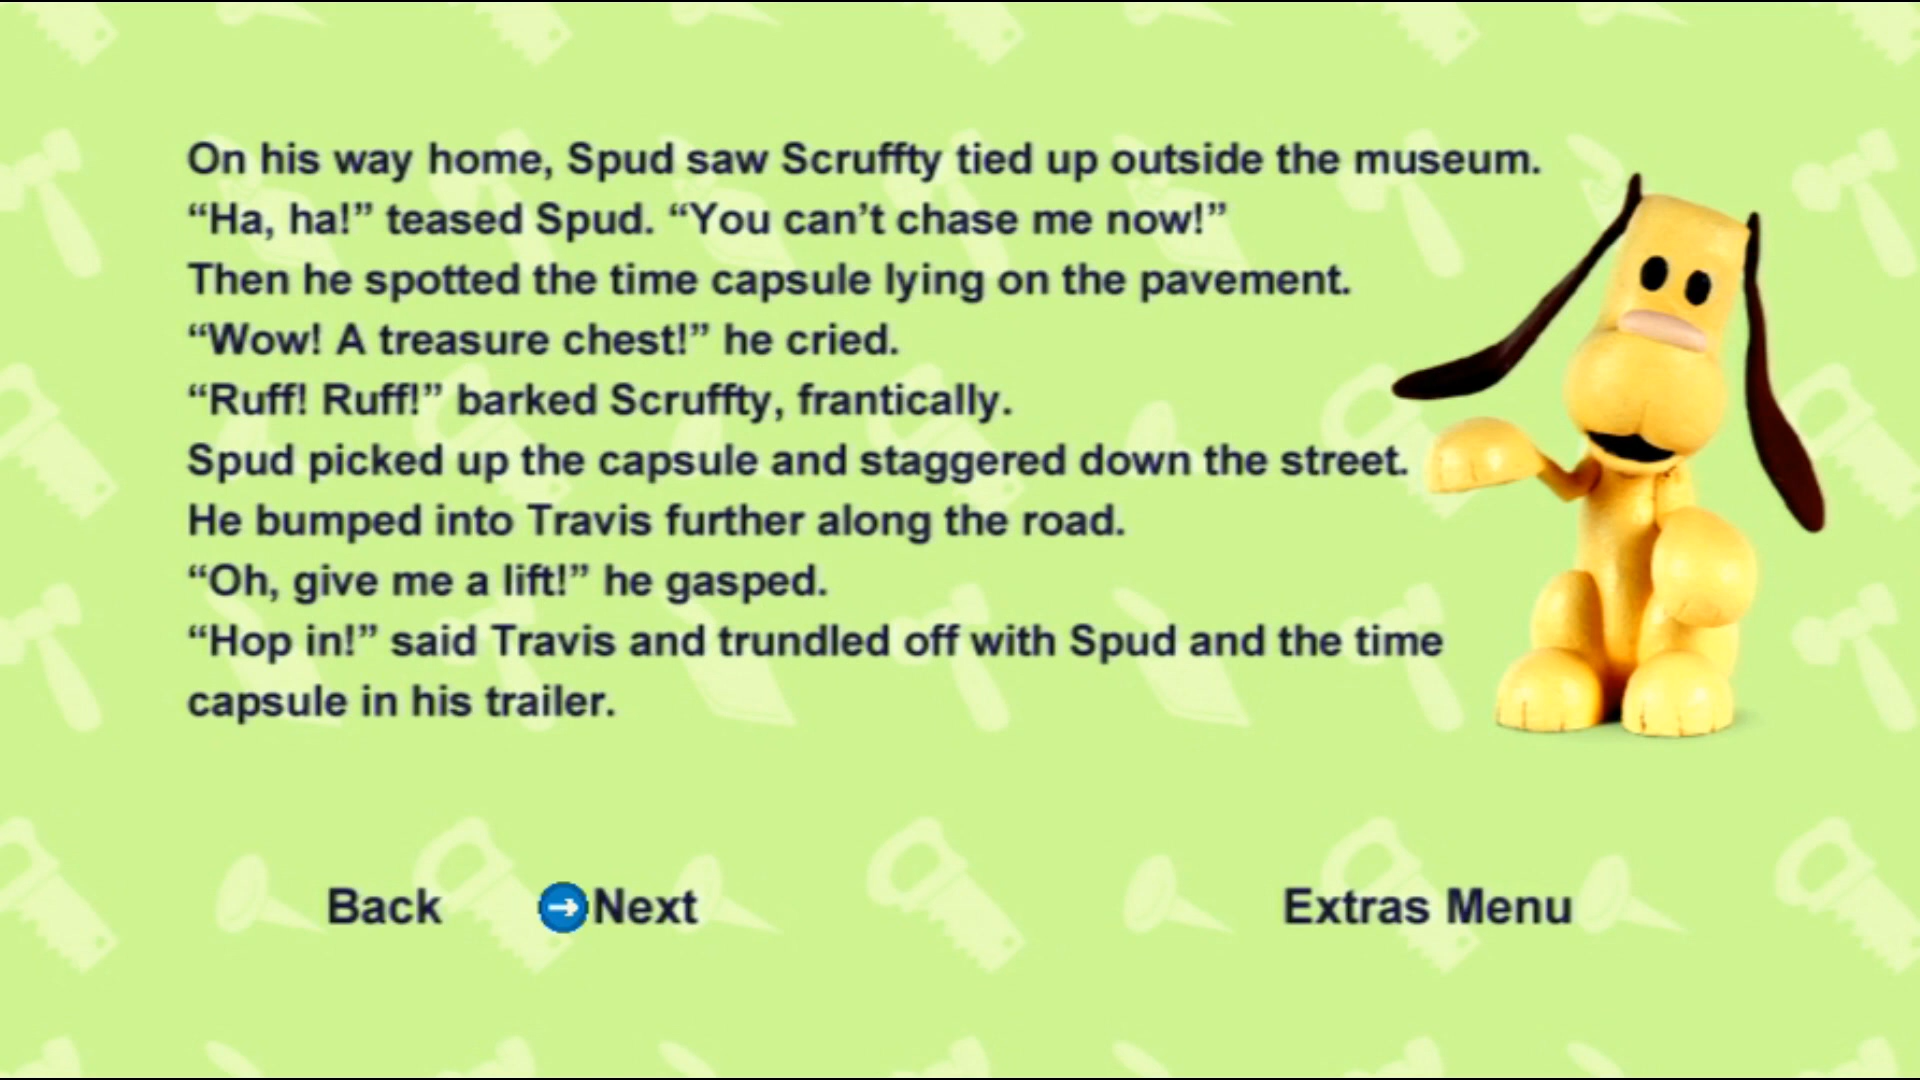 On his way home, Spud saw Scruffty tied up outside the museum.
“Ha, ha!” teased Spud. “You can’t chase me now!”
Then he spotted the time capsule lying on the pavement.
“Wow! A treasure chest!” he cried.
“Ruff! Ruff!” barked Scruffty, frantically.
Spud picked up the capsule and staggered down the street.
He bumped into Travis further along the road.
“Oh, give me a lift!” he gasped.
“Hop in!” said Travis and trundled off with Spud and the time
capsule in his trailer.
Back Next Extras Menu